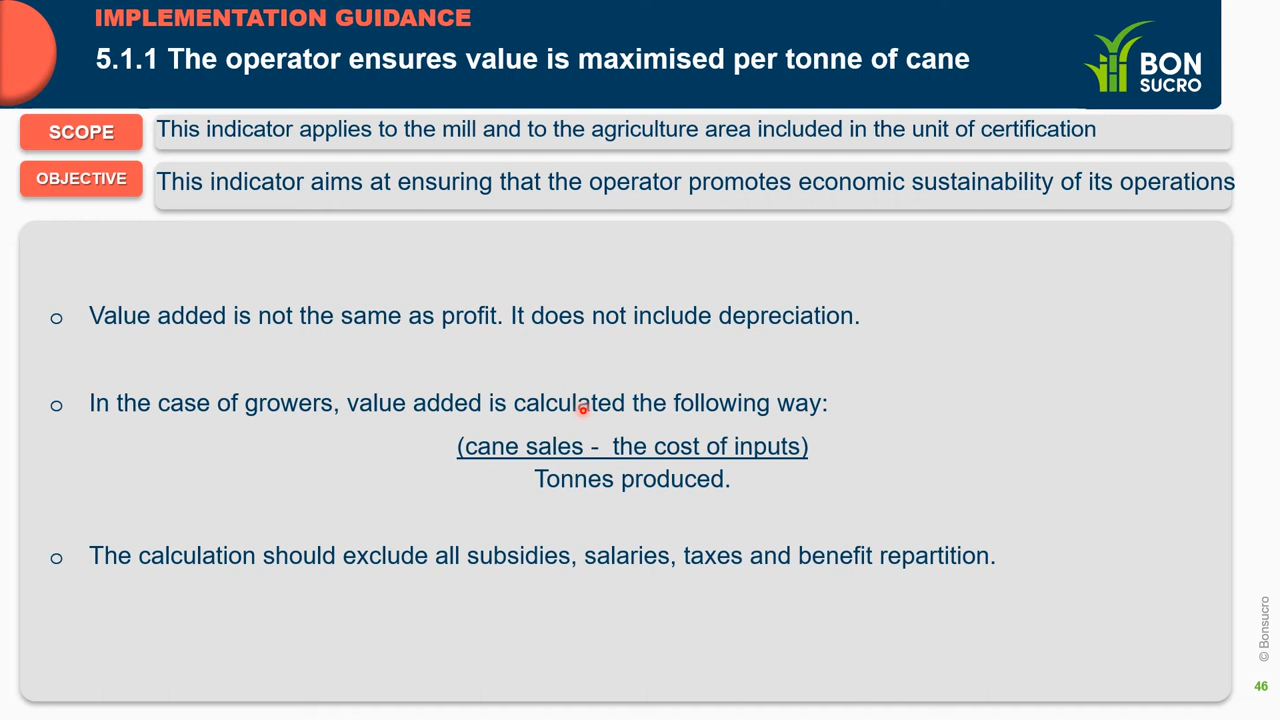 IMPLEMENTATION GUIDANCE
5.1.1 The operator ensures value is maximised per tonne of cane
BON
SUCRO
SCOPE
This indicator applies to the mill and to the agriculture area included in the unit of certification
OBJECTIVE
This indicator aims at ensuring that the operator promotes economic sustainability of its operations
o Value added is not the same as profit. It does not include depreciation.
o In the case of growers, value added is calculated the following way:
(cane sales - the cost of inputs)
Tonnes produced.
o The calculation should exclude all subsidies, salaries, taxes and benefit repartition.
© Bonsucro
46